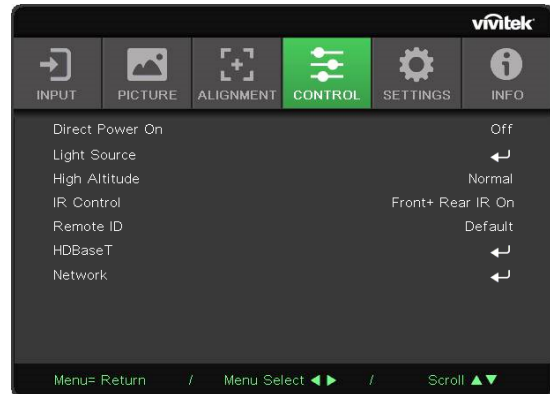 vivitek
INPUT PICTURE ALIGNMENT CONTROL SETTINGS INFO
Direct Power On Off
Light Source
High Altitude Normal
IR Control Front+ Rear IR On
Remote ID Default
HDBaseT
Network
Menu= Return / Menu Select ◀ ▶ / Scroll ▲▼